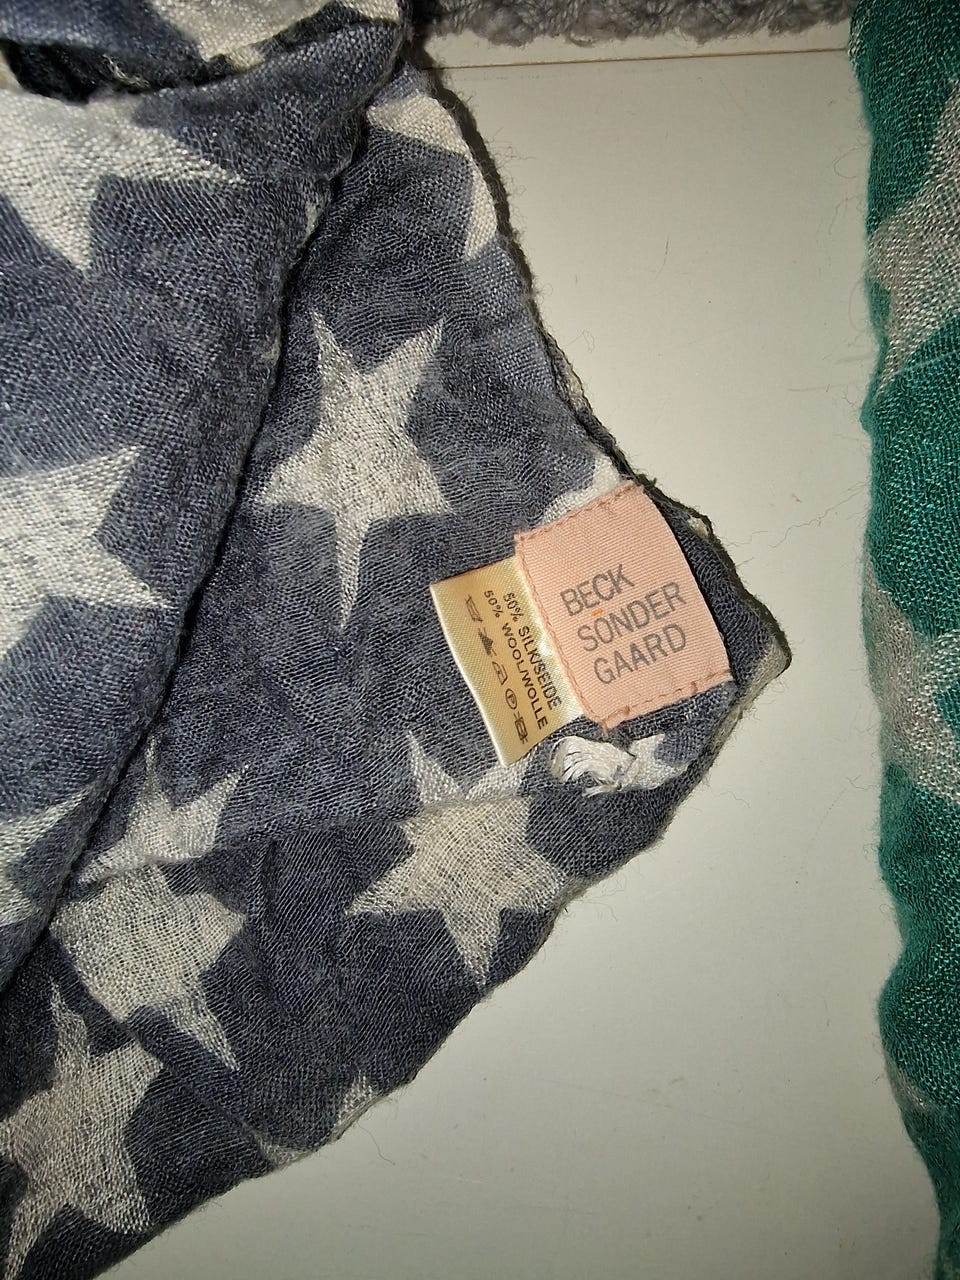 BECK
SONDER
GAARD
50% SILK/SEIDE
50% WOOL/WOLLE